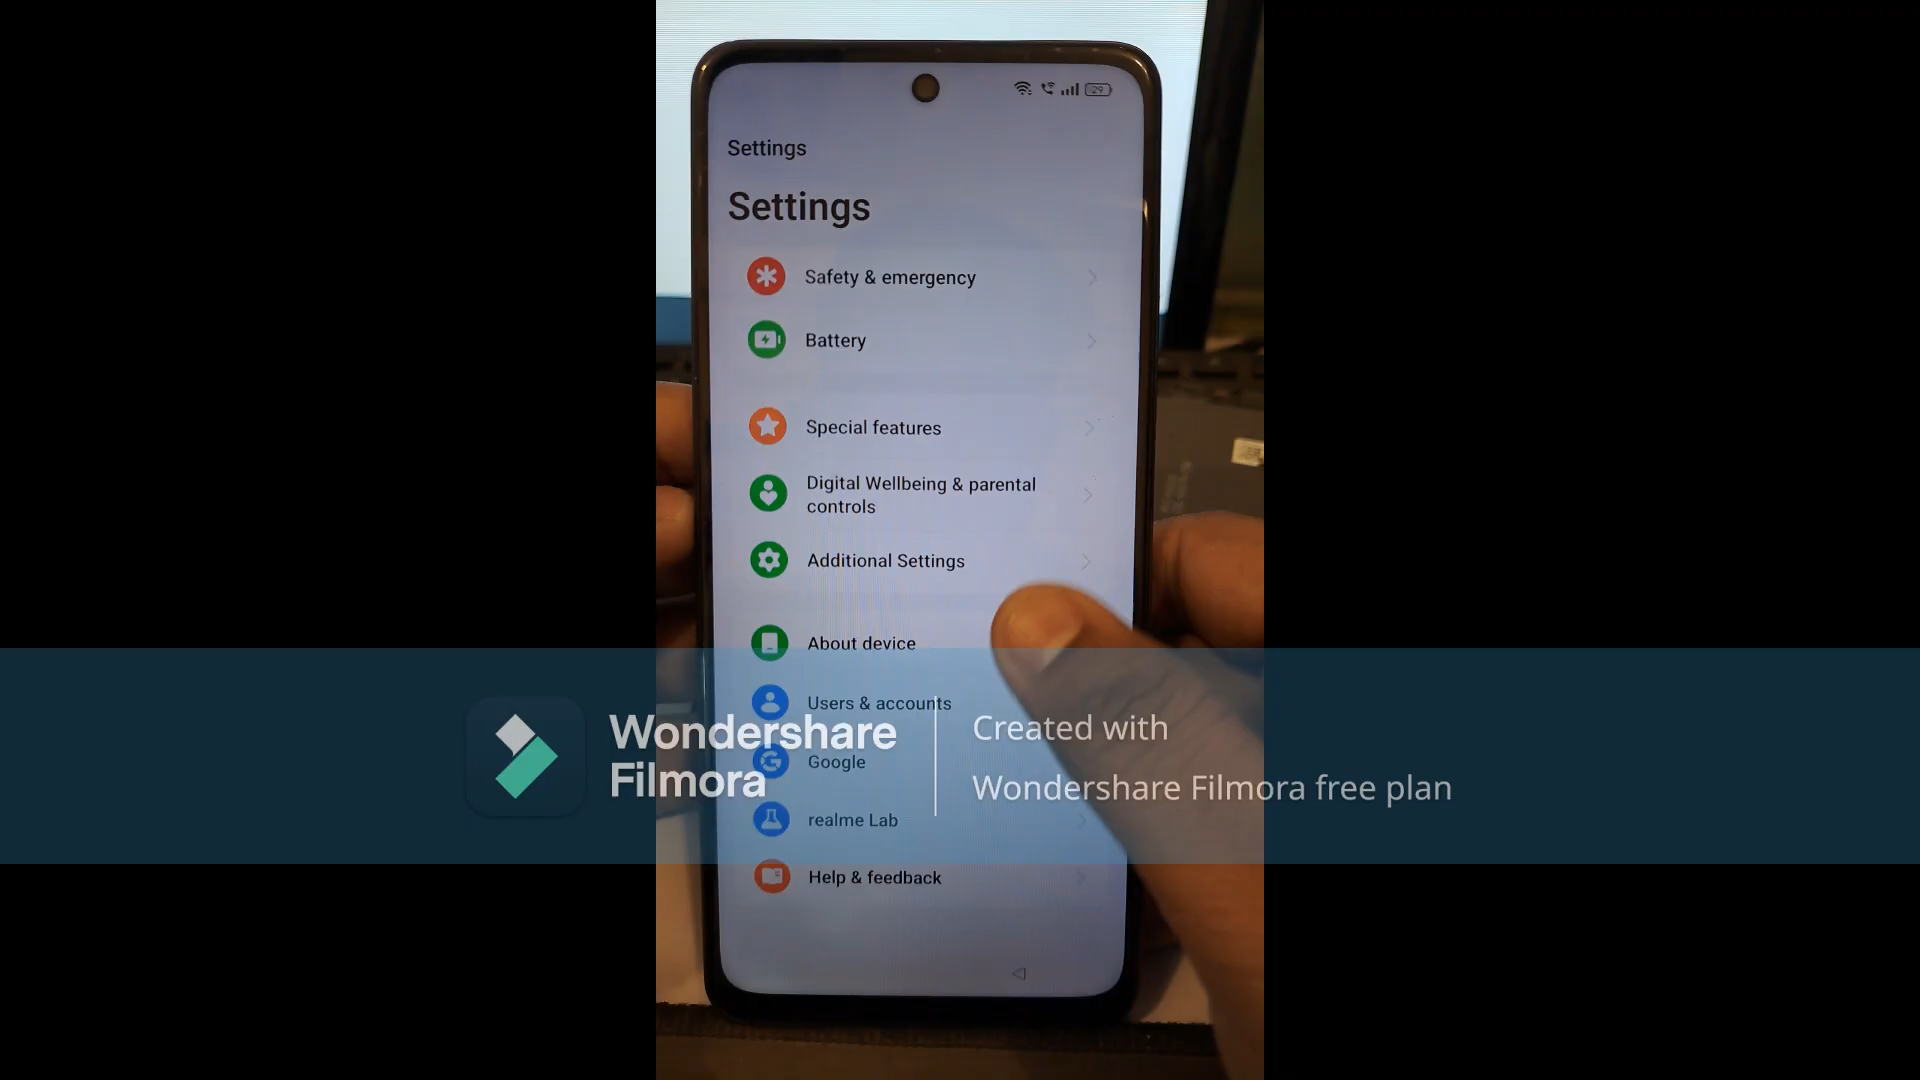 29
Settings
Settings
Safety & emergency
Battery
Special features
Digital Wellbeing & parental
controls
Additional Settings
About device
Users & accounts
Wondershare
Filmora
Created with
Wondershare Filmora free plan
Google
realme Lab
Help & feedback